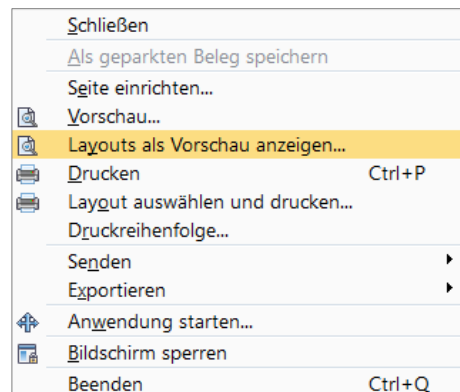 Schließen
Als geparkten Beleg speichern
Seite einrichten...
Vorschau...
Layouts als Vorschau anzeigen...
Drucken Ctrl+P
Layout auswählen und drucken...
Druckreihenfolge...
Senden
Exportieren
Anwendung starten...
Bildschirm sperren
Beenden Ctrl+Q